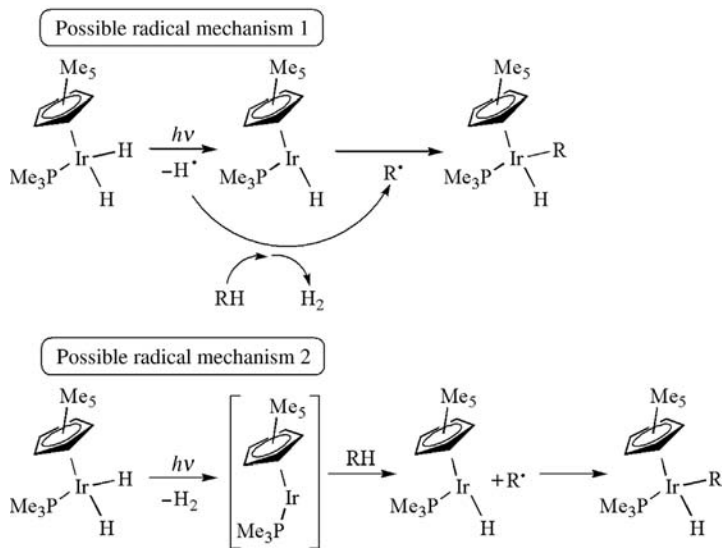 Possible radical mechanism 1
Me5 Me5 Me5
hν
Ir H Ir Ir R
Me3P –H• Me3P R• Me3P
H H H
RH H2
Possible radical mechanism 2
Me5 Me5 Me5 Me5
hν RH
Ir H Ir Ir +R• Ir R
Me3P –H2 Me3P Me3P Me3P
H H H